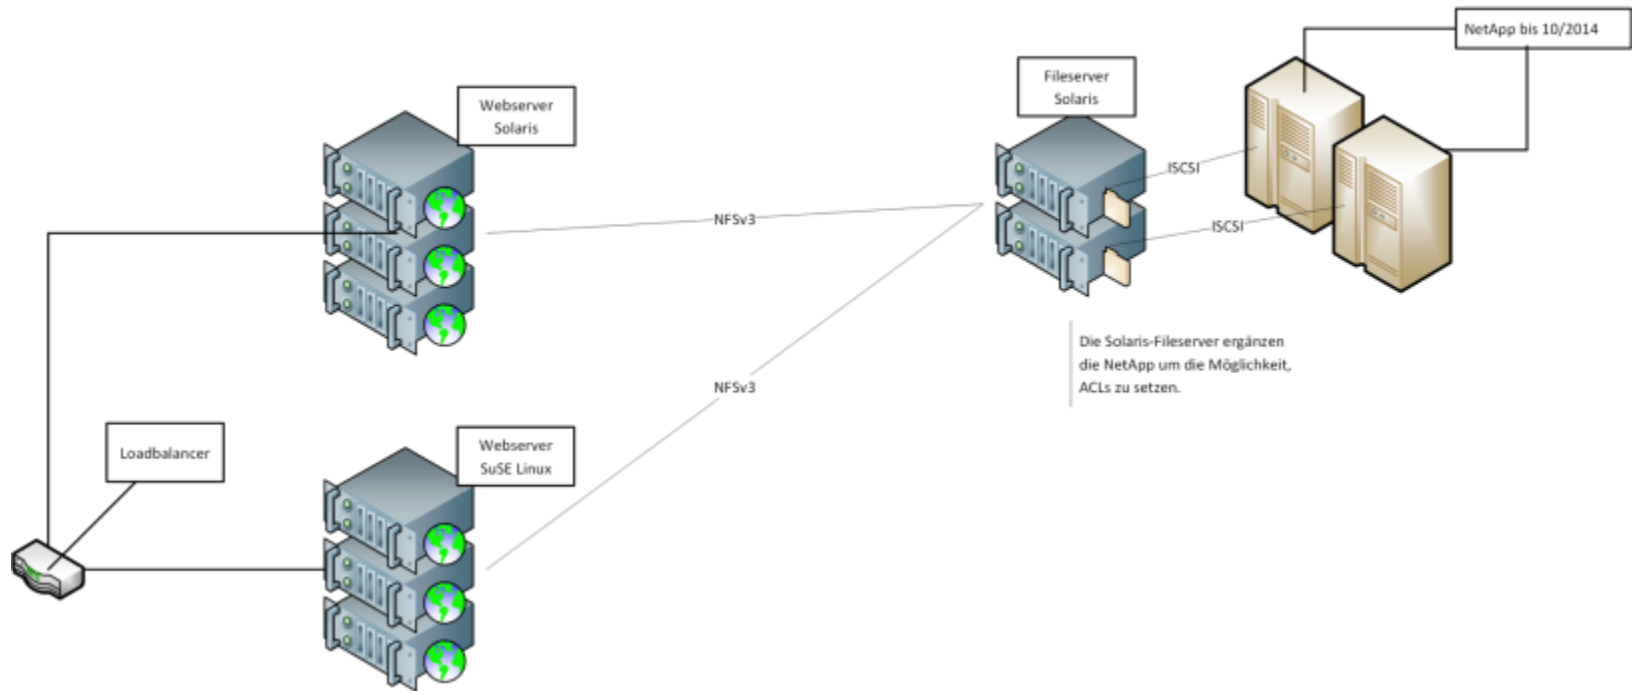 NetApp bis 10/2014
Fileserver
Solaris
Webserver
Solaris
ISCSI
ISCSI
NFSv3
Die Solaris-Fileserver ergänzen
die NetApp um die Möglichkeit,
ACLs zu setzen.
NFSv3
Loadbalancer
Webserver
SuSE Linux